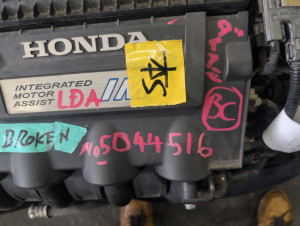 HONDA
INTEGRATED
MOTOR
ASSIST
LDA
BC
BROKEN
No5044516